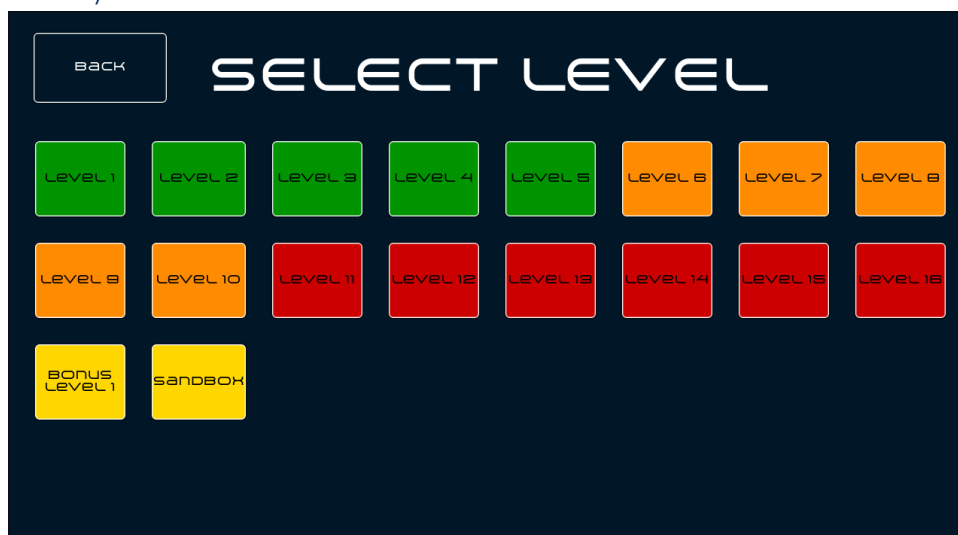 Back
SELECT LEVEL
Level 1
Level 2
Level 3
Level 4
Level 5
Level 6
Level 7
Level 8
Level 9
Level 10
Level 11
Level 12
Level 13
Level 14
Level 15
Level 16
Bonus
Level 1
Sandbox